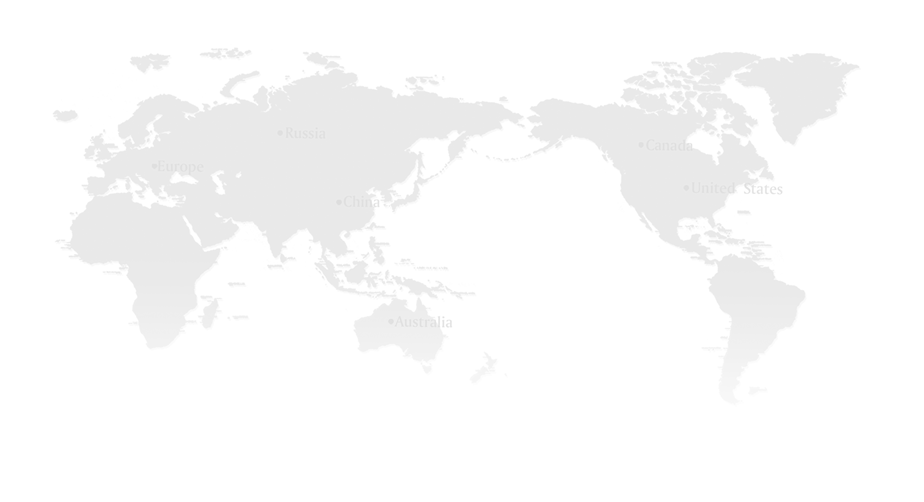 Russia
Canada
Europe
United States
China
Australia